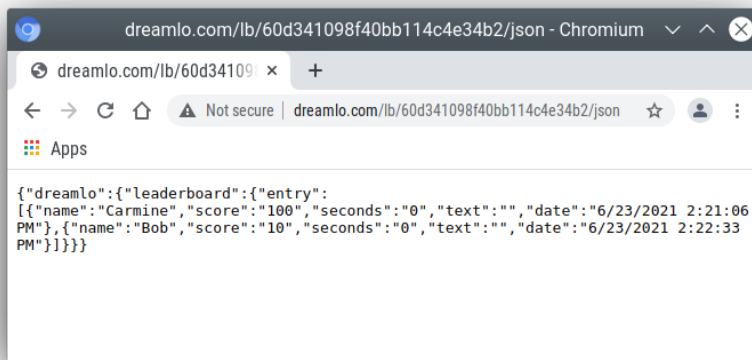 dreamlo.com/lb/60d341098f40bb114c4e34b2/json - Chromium
dreamlo.com/lb/60d34109
Not secure | dreamlo.com/lb/60d341098f40bb114c4e34b2/json
Apps
{"dreamlo":{"leaderboard":{"entry":
[{"name":"Carmine","score":"100","seconds":"0","text":"","date":"6/23/2021 2:21:06
PM"},{"name":"Bob","score":"10","seconds":"0","text":"","date":"6/23/2021 2:22:33
PM"}]}}}